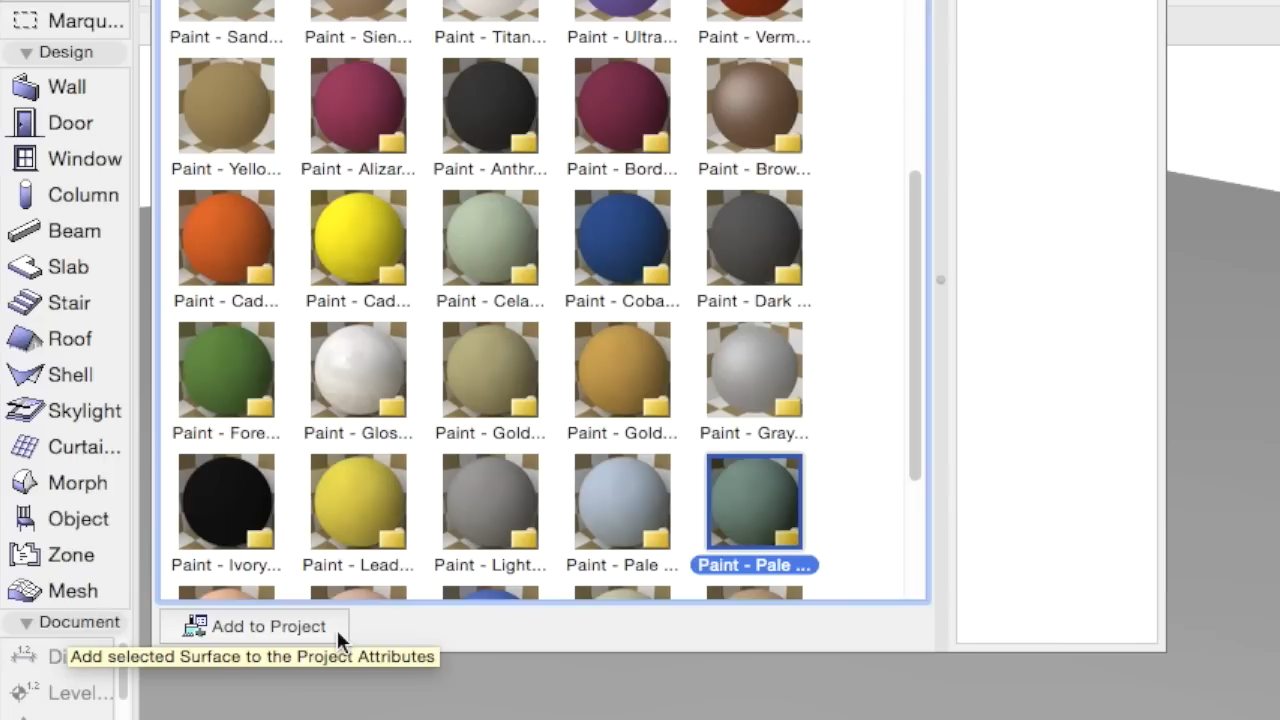 Marqu...
Design
Wall
Door
Window
Column
Beam
Slab
Stair
Roof
Shell
Skylight
Curtai...
Morph
Object
Zone
Mesh
Document
Level...
Paint - Sand... Paint - Sien... Paint - Titan... Paint - Ultra... Paint - Verm...
Paint - Yello... Paint - Alizar... Paint - Anthr... Paint - Bord... Paint - Brow...
Paint - Cad... Paint - Cad... Paint - Cela... Paint - Coba... Paint - Dark ...
Paint - Fore... Paint - Glos... Paint - Gold... Paint - Gold... Paint - Gray...
Paint - Ivory... Paint - Lead... Paint - Light... Paint - Pale ... Paint - Pale ...
Add to Project
Add selected Surface to the Project Attributes